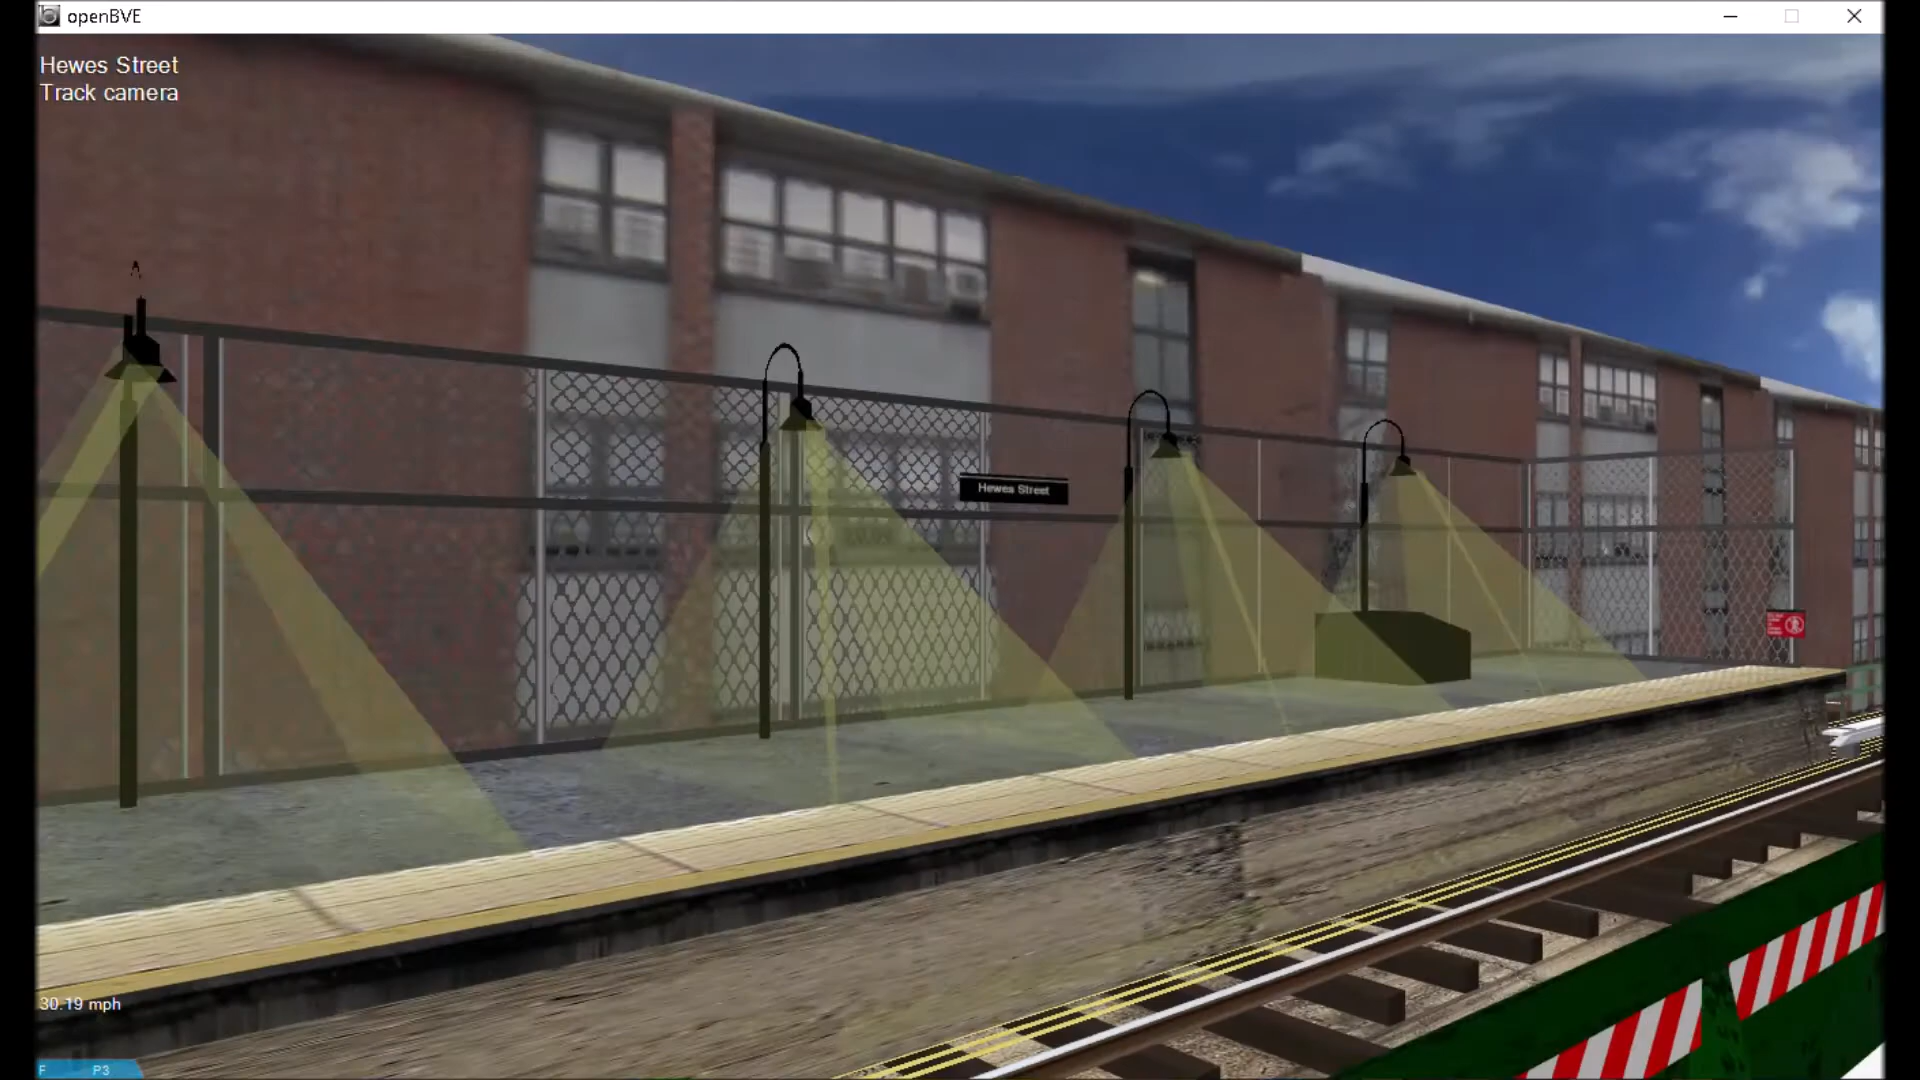 openBVE
Hewes Street
Track camera
Hewes Street
30.19 mph
F P3